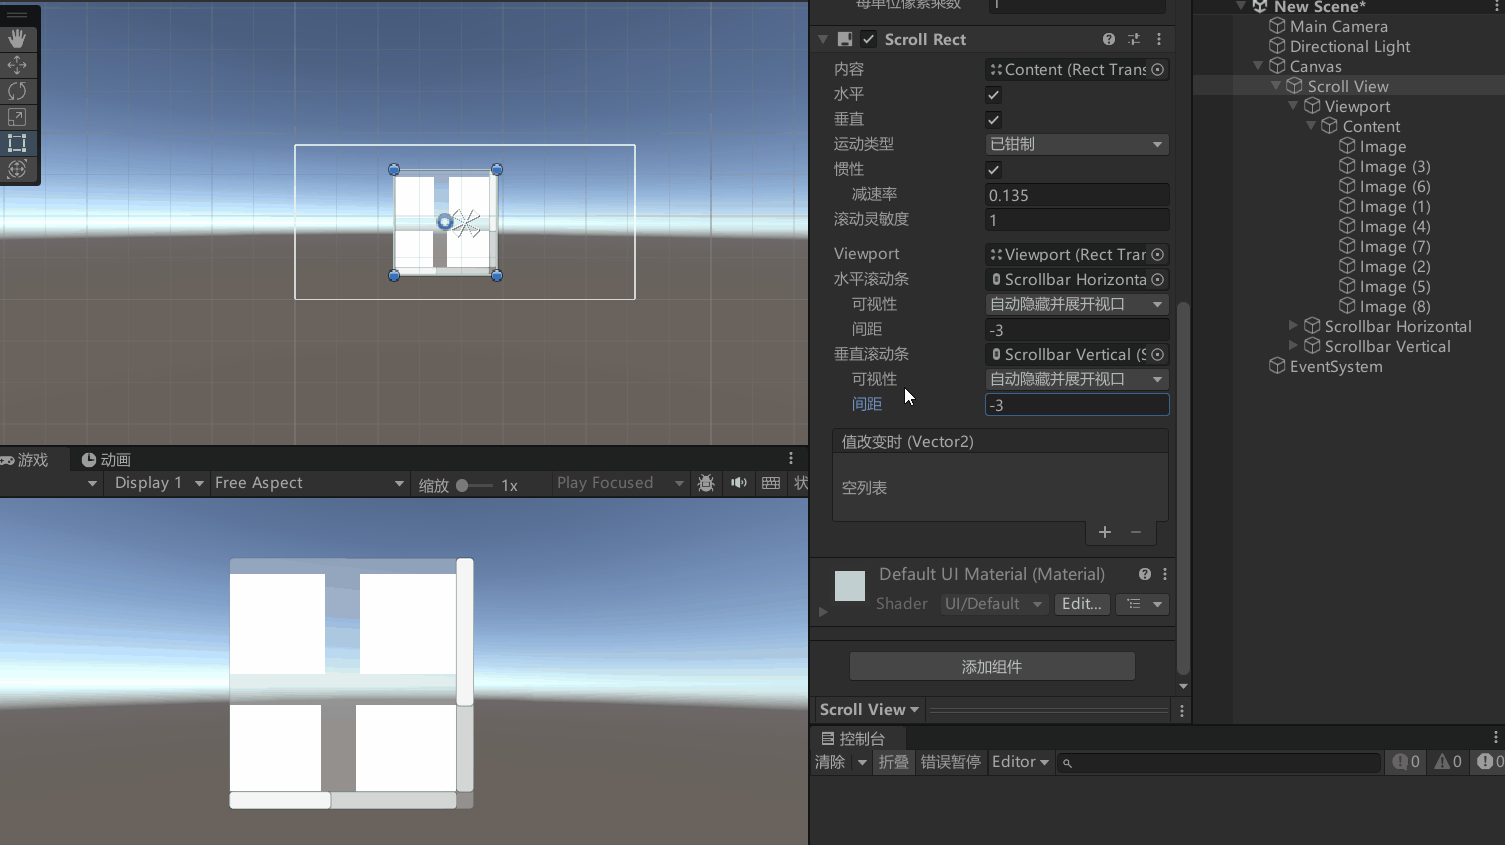 每单位像素乘数
1
Scroll Rect
内容
Content (Rect Trans
水平
垂直
运动类型
已钳制
惯性
减速率
0.135
滚动灵敏度
1
Viewport
Viewport (Rect Tran
水平滚动条
Scrollbar Horizonta
可视性
自动隐藏并展开视口
间距
-3
垂直滚动条
Scrollbar Vertical (S
可视性
自动隐藏并展开视口
间距
-3
值改变时 (Vector2)
空列表
Default UI Material (Material)
Shader
UI/Default
Edit...
添加组件
Scroll View
New Scene*
Main Camera
Directional Light
Canvas
Scroll View
Viewport
Content
Image
Image (3)
Image (6)
Image (1)
Image (4)
Image (7)
Image (2)
Image (5)
Image (8)
Scrollbar Horizontal
Scrollbar Vertical
EventSystem
游戏
动画
Display 1
Free Aspect
缩放
1x
Play Focused
状
控制台
清除
折叠
错误暂停
Editor
0
0
0